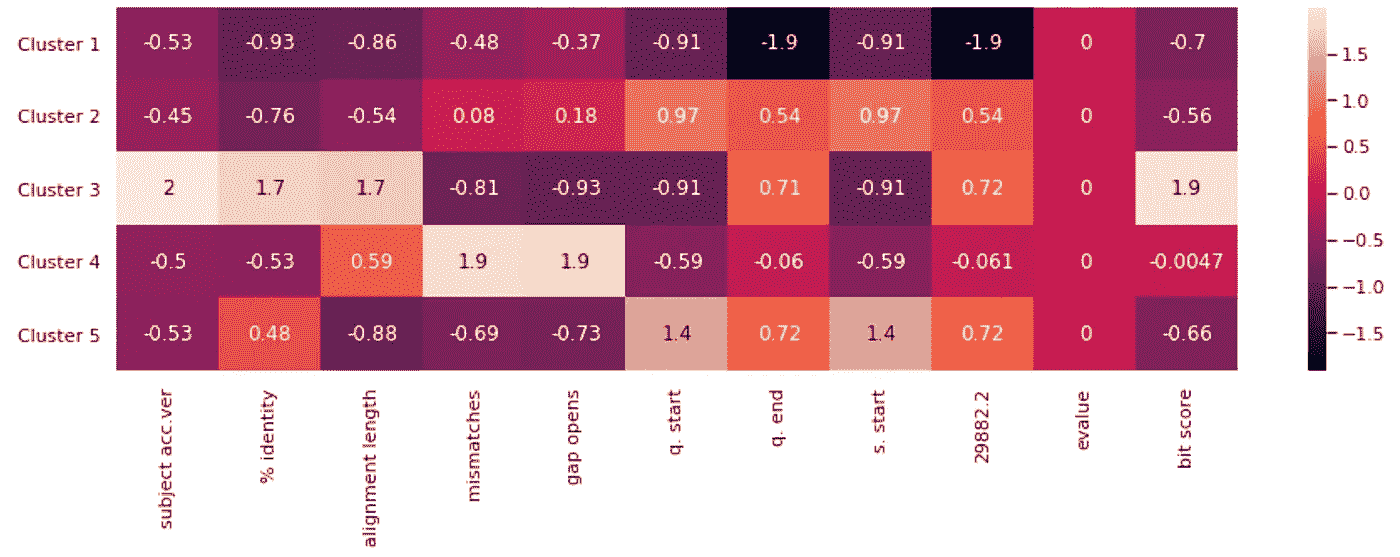 Cluster 1 -0.53 -0.93 -0.86 -0.48 -0.37 -0.91 -1.9 -0.91 -1.9 0 -0.7
Cluster 2 -0.45 -0.76 -0.54 0.08 0.18 0.97 0.54 0.97 0.54 0 -0.56
Cluster 3 2 1.7 1.7 -0.81 -0.93 -0.91 0.71 -0.91 0.72 0 1.9
Cluster 4 -0.5 -0.53 0.59 1.9 1.9 -0.59 -0.06 -0.59 -0.061 0 -0.0047
Cluster 5 -0.53 0.48 -0.88 -0.69 -0.73 1.4 0.72 1.4 0.72 0 -0.66
subject acc.ver
% identity
alignment length
mismatches
gap opens
q. start
q. end
s. start
29882.2
evalue
bit score
1.5
1.0
0.5
0.0
−0.5
−1.0
−1.5